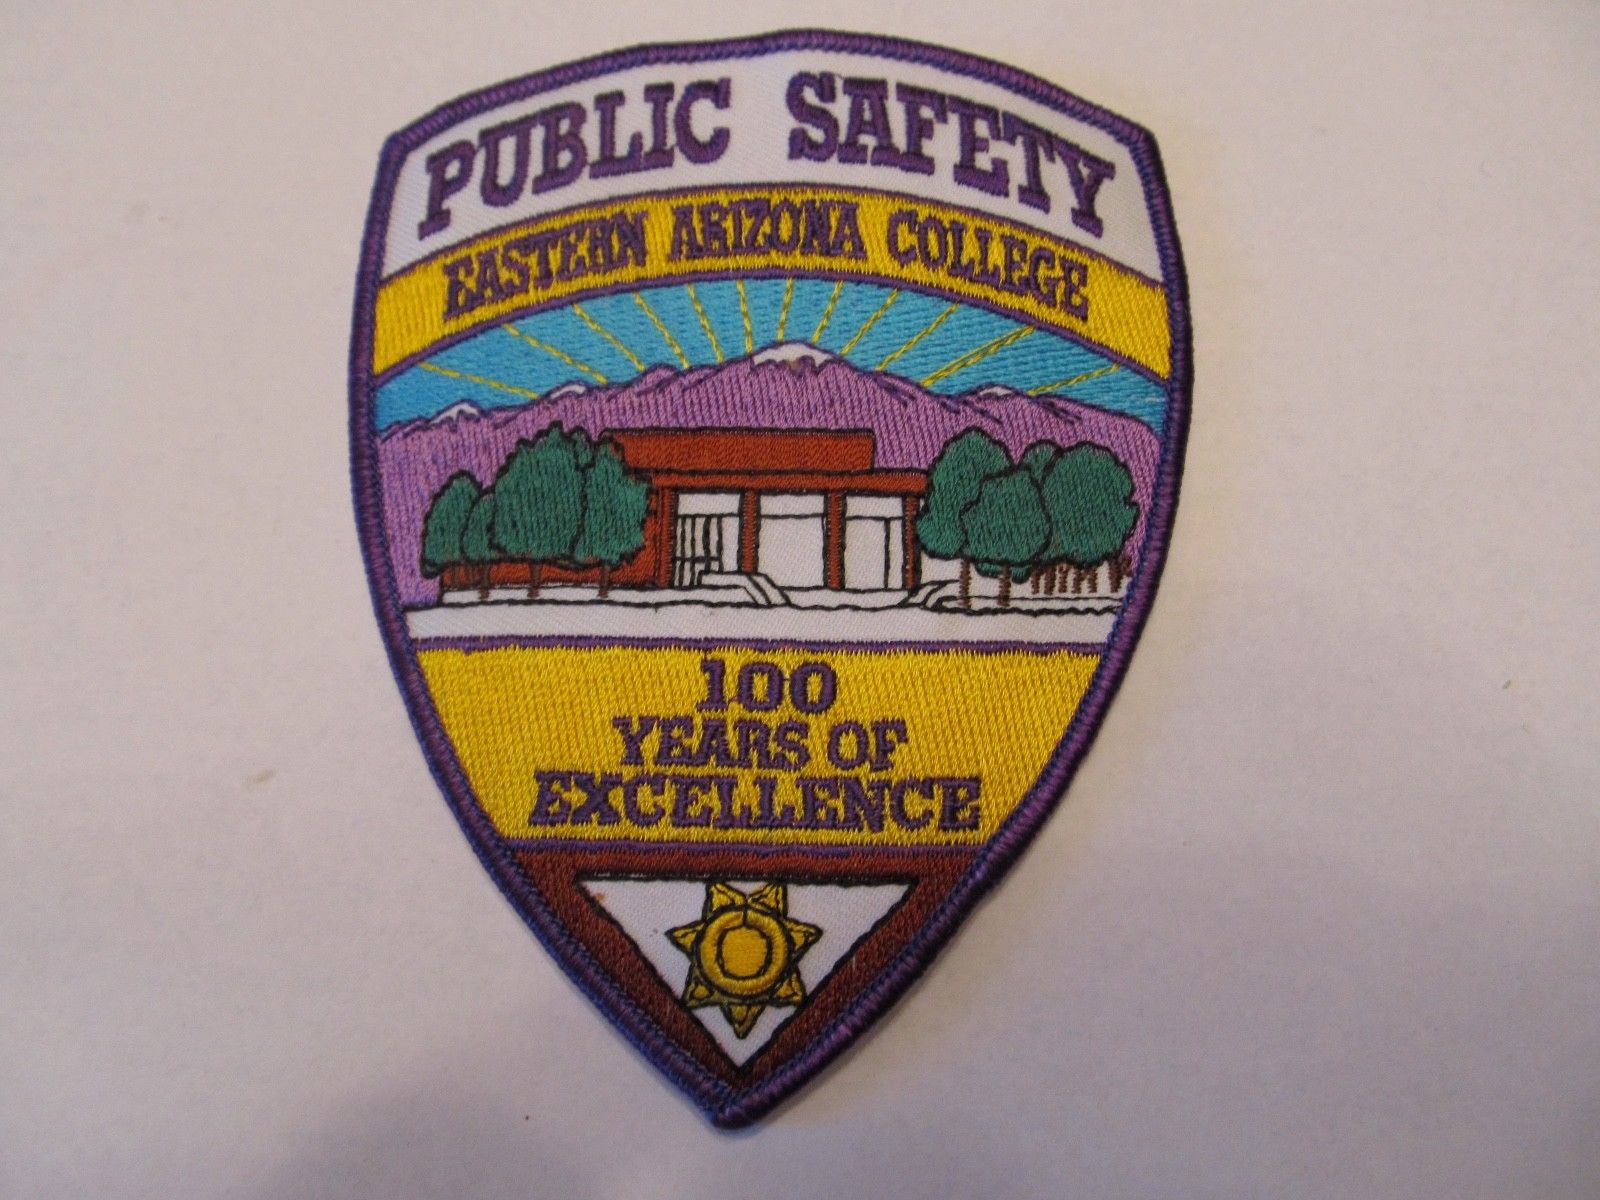 PUBLIC SAFETY
EASTERN ARIZONA COLLEGE
100
YEARS OF
EXCELLENCE